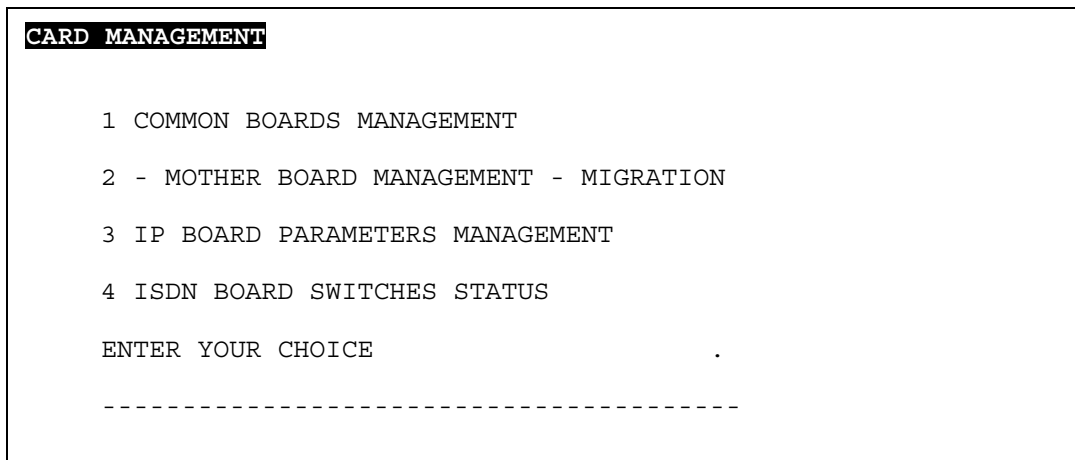 CARD MANAGEMENT
1 COMMON BOARDS MANAGEMENT
2 - MOTHER BOARD MANAGEMENT - MIGRATION
3 IP BOARD PARAMETERS MANAGEMENT
4 ISDN BOARD SWITCHES STATUS
ENTER YOUR CHOICE .
----------------------------------------